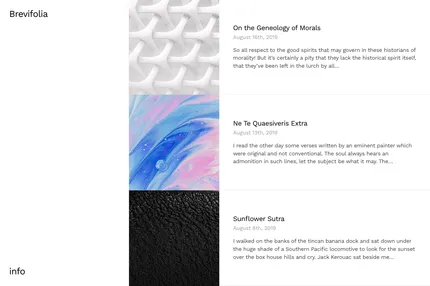 Brevifolia
On the Geneology of Morals
August 16th, 2019
So all respect to the good spirits that may govern in these historians of
morality! But it's certainly a pity that they lack the historical spirit itself,
that they've been left in the lurch by all...
Ne Te Quaesiveris Extra
August 13th, 2019
I read the other day some verses written by an eminent painter which
were original and not conventional. The soul always hears an
admonition in such lines, let the subject be what it may. The...
Sunflower Sutra
August 8th, 2019
I walked on the banks of the tincan banana dock and sat down under
the huge shade of a Southern Pacific locomotive to look for the sunset
over the box house hills and cry. Jack Kerouac sat beside me...
info